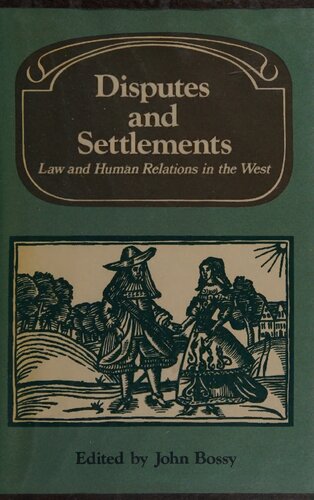 Disputes
and
Settlements
Law and Human Relations in the West
Edited by John Bossy